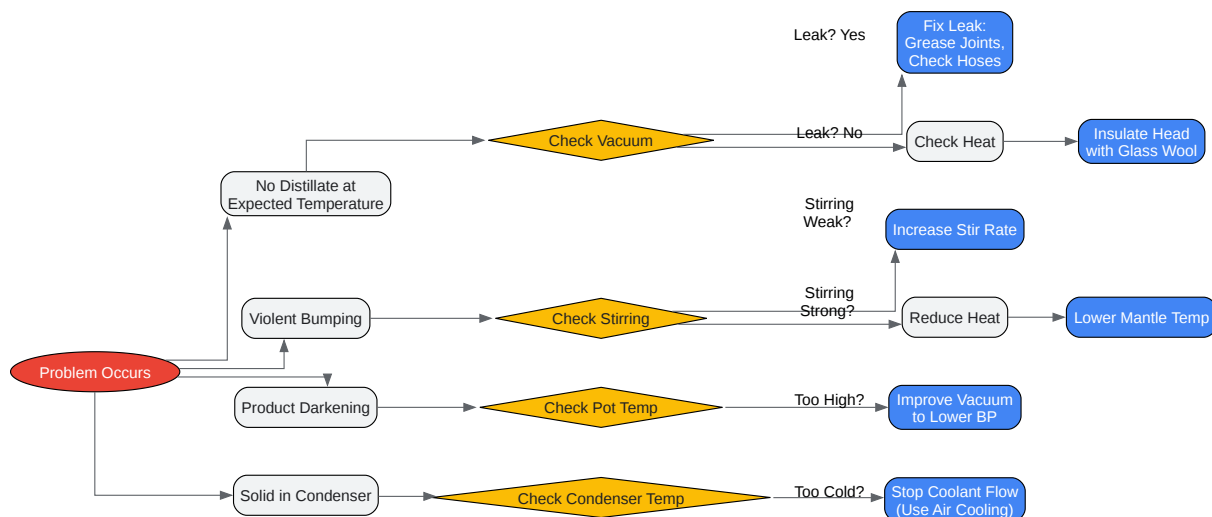 Leak? Yes
Fix Leak:
Grease Joints,
Check Hoses
Check Vacuum
Leak? No
Check Heat
Insulate Head
with Glass Wool
No Distillate at
Expected Temperature
Stirring
Weak?
Increase Stir Rate
Violent Bumping
Check Stirring
Stirring
Strong?
Reduce Heat
Lower Mantle Temp
Problem Occurs
Product Darkening
Check Pot Temp
Too High?
Improve Vacuum
to Lower BP
Solid in Condenser
Check Condenser Temp
Too Cold?
Stop Coolant Flow
(Use Air Cooling)